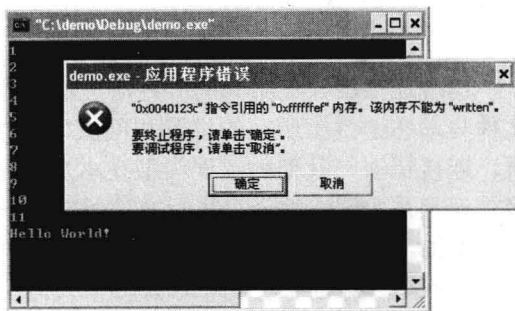 "C:\demo\Debug\demo.exe"
1
2
3
4
5
6
7
8
9
10
11
Hello World!
demo.exe - 应用程序错误
"0x0040123c" 指令引用的 "0xffffffef" 内存。该内存不能为 "written"。
要终止程序，请单击"确定"。
要调试程序，请单击"取消"。
确定
取消